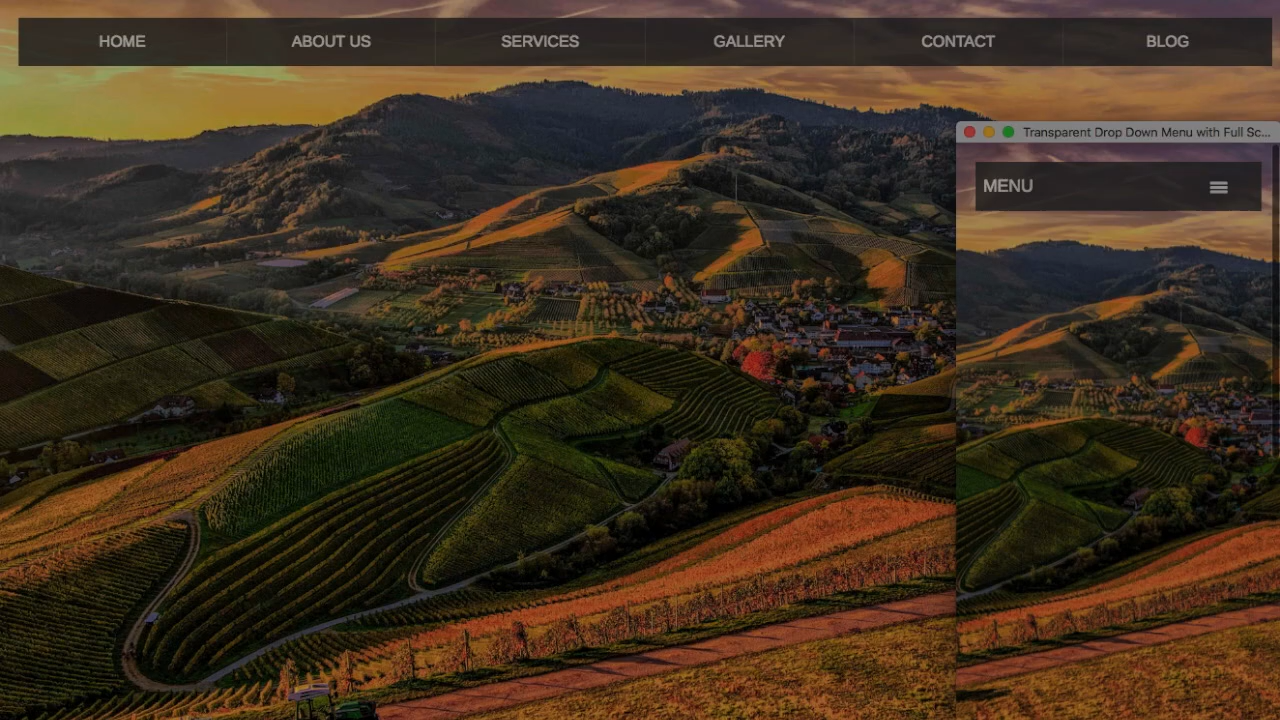 HOME ABOUT US SERVICES GALLERY CONTACT BLOG
Transparent Drop Down Menu with Full Sc...
MENU